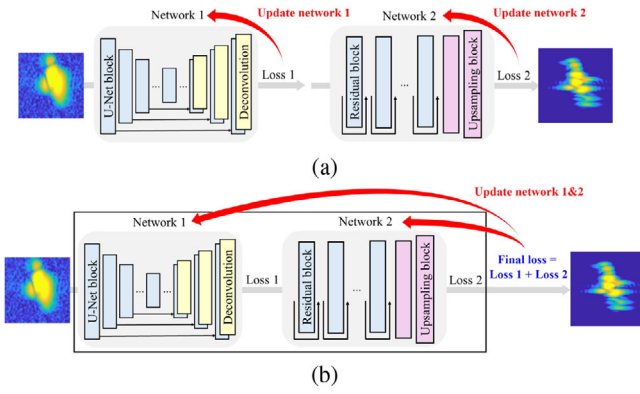 Network 1
Update network 1
Network 2
Update network 2
U-Net block
...
...
Deconvolution
Loss 1
Residual block
...
Upsampling block
Loss 2
(a)
Update network 1&2
Network 1
Network 2
U-Net block
...
...
Deconvolution
Loss 1
Residual block
...
Upsampling block
Loss 2
Final loss =
Loss 1 + Loss 2
(b)